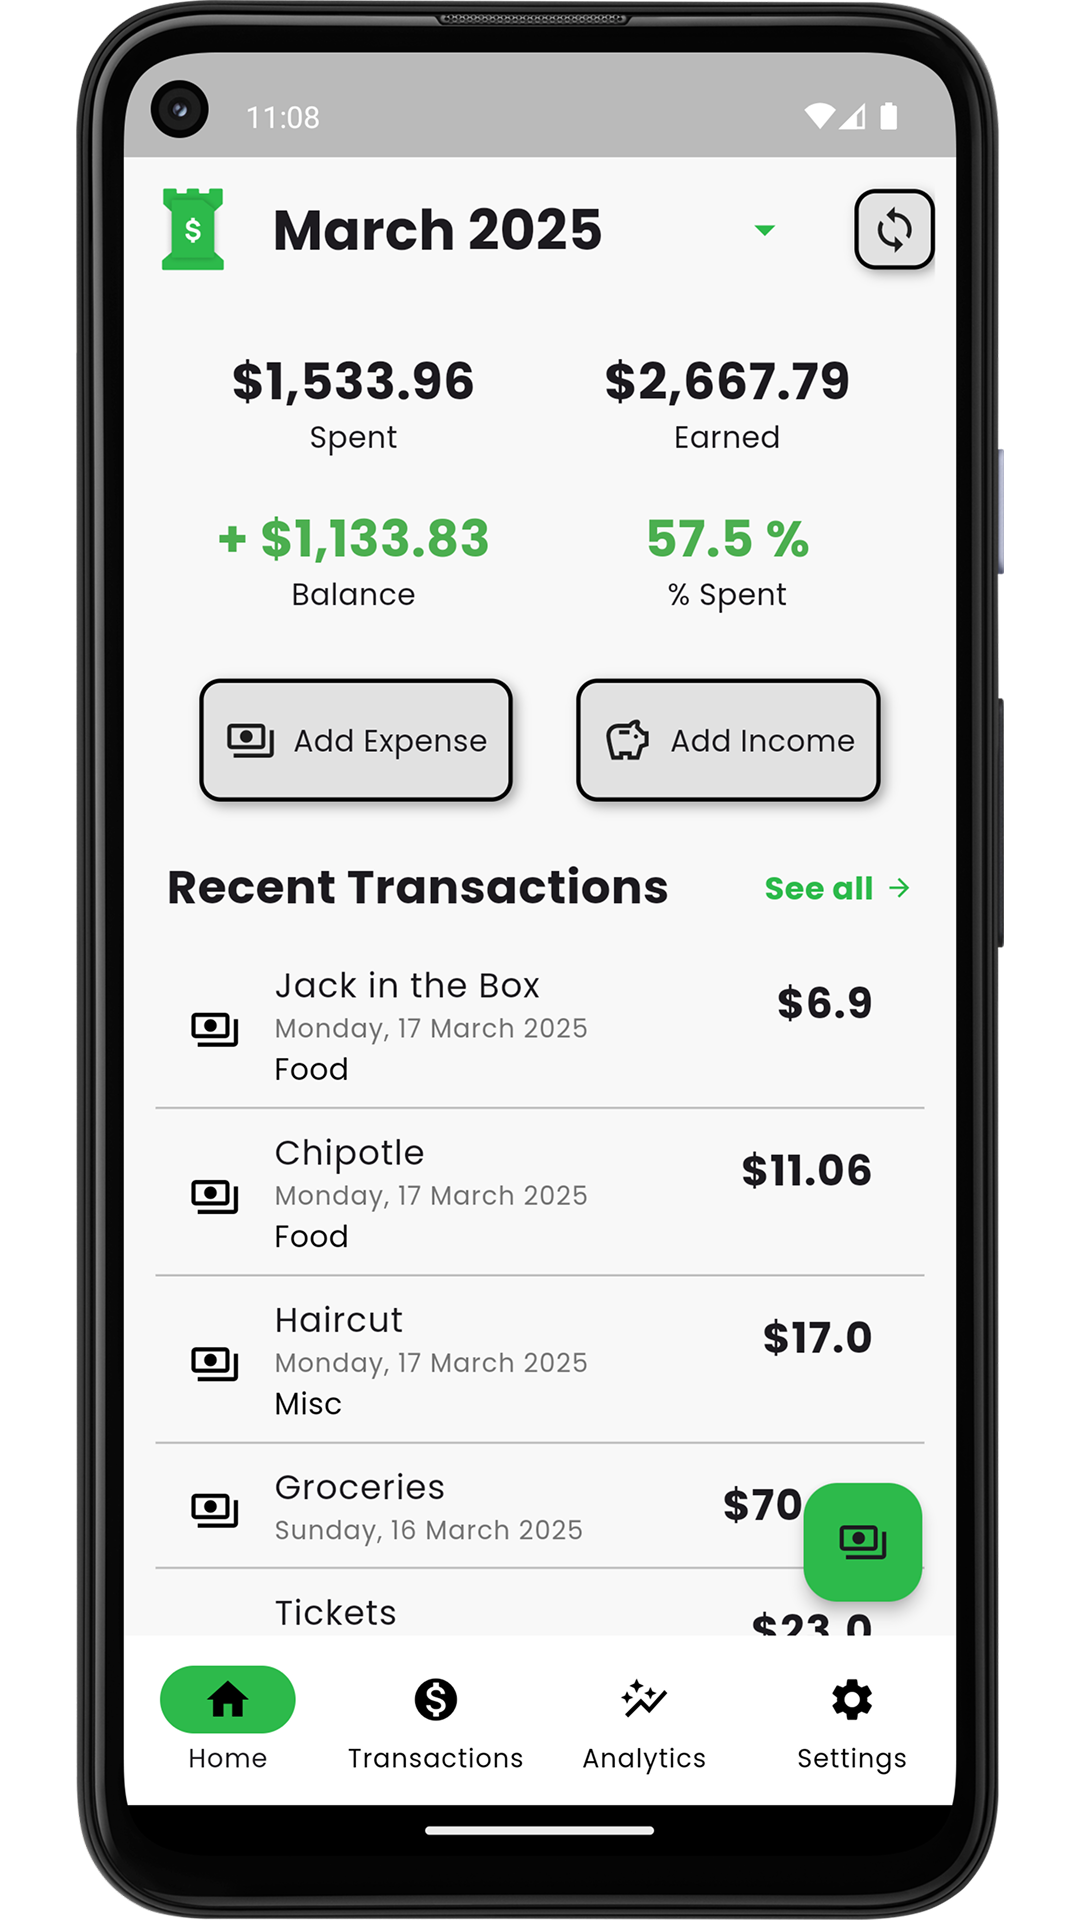 11:08
$
March 2025
$1,533.96
$2,667.79
Spent
Earned
+ $1,133.83
57.5 %
Balance
% Spent
Add Expense
Add Income
Recent Transactions
See all →
Jack in the Box
$6.9
Monday, 17 March 2025
Food
Chipotle
$11.06
Monday, 17 March 2025
Food
Haircut
$17.0
Monday, 17 March 2025
Misc
Groceries
$70
Sunday, 16 March 2025
Tickets
$23.0
Home
Transactions
Analytics
Settings